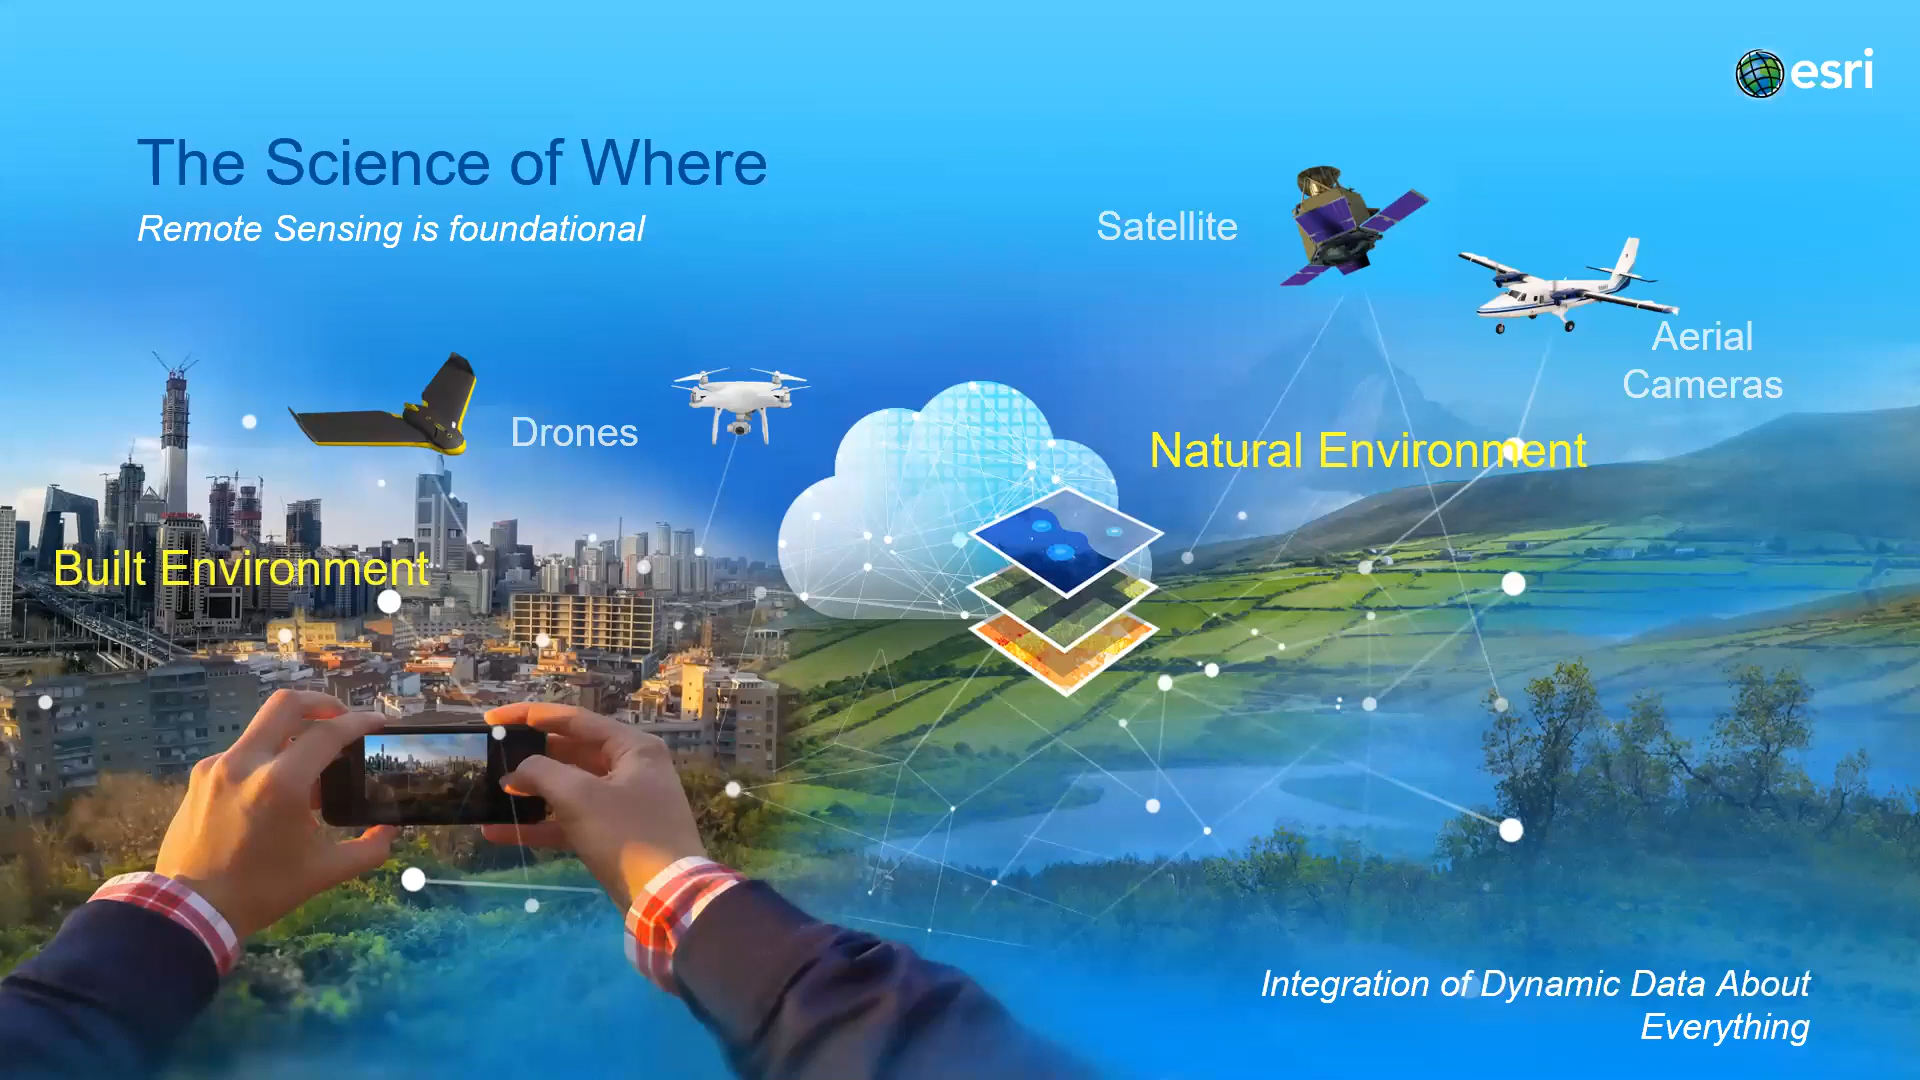 esri
The Science of Where
Remote Sensing is foundational
Satellite
Aerial
Cameras
Drones
Natural Environment
Built Environment
Integration of Dynamic Data About
Everything